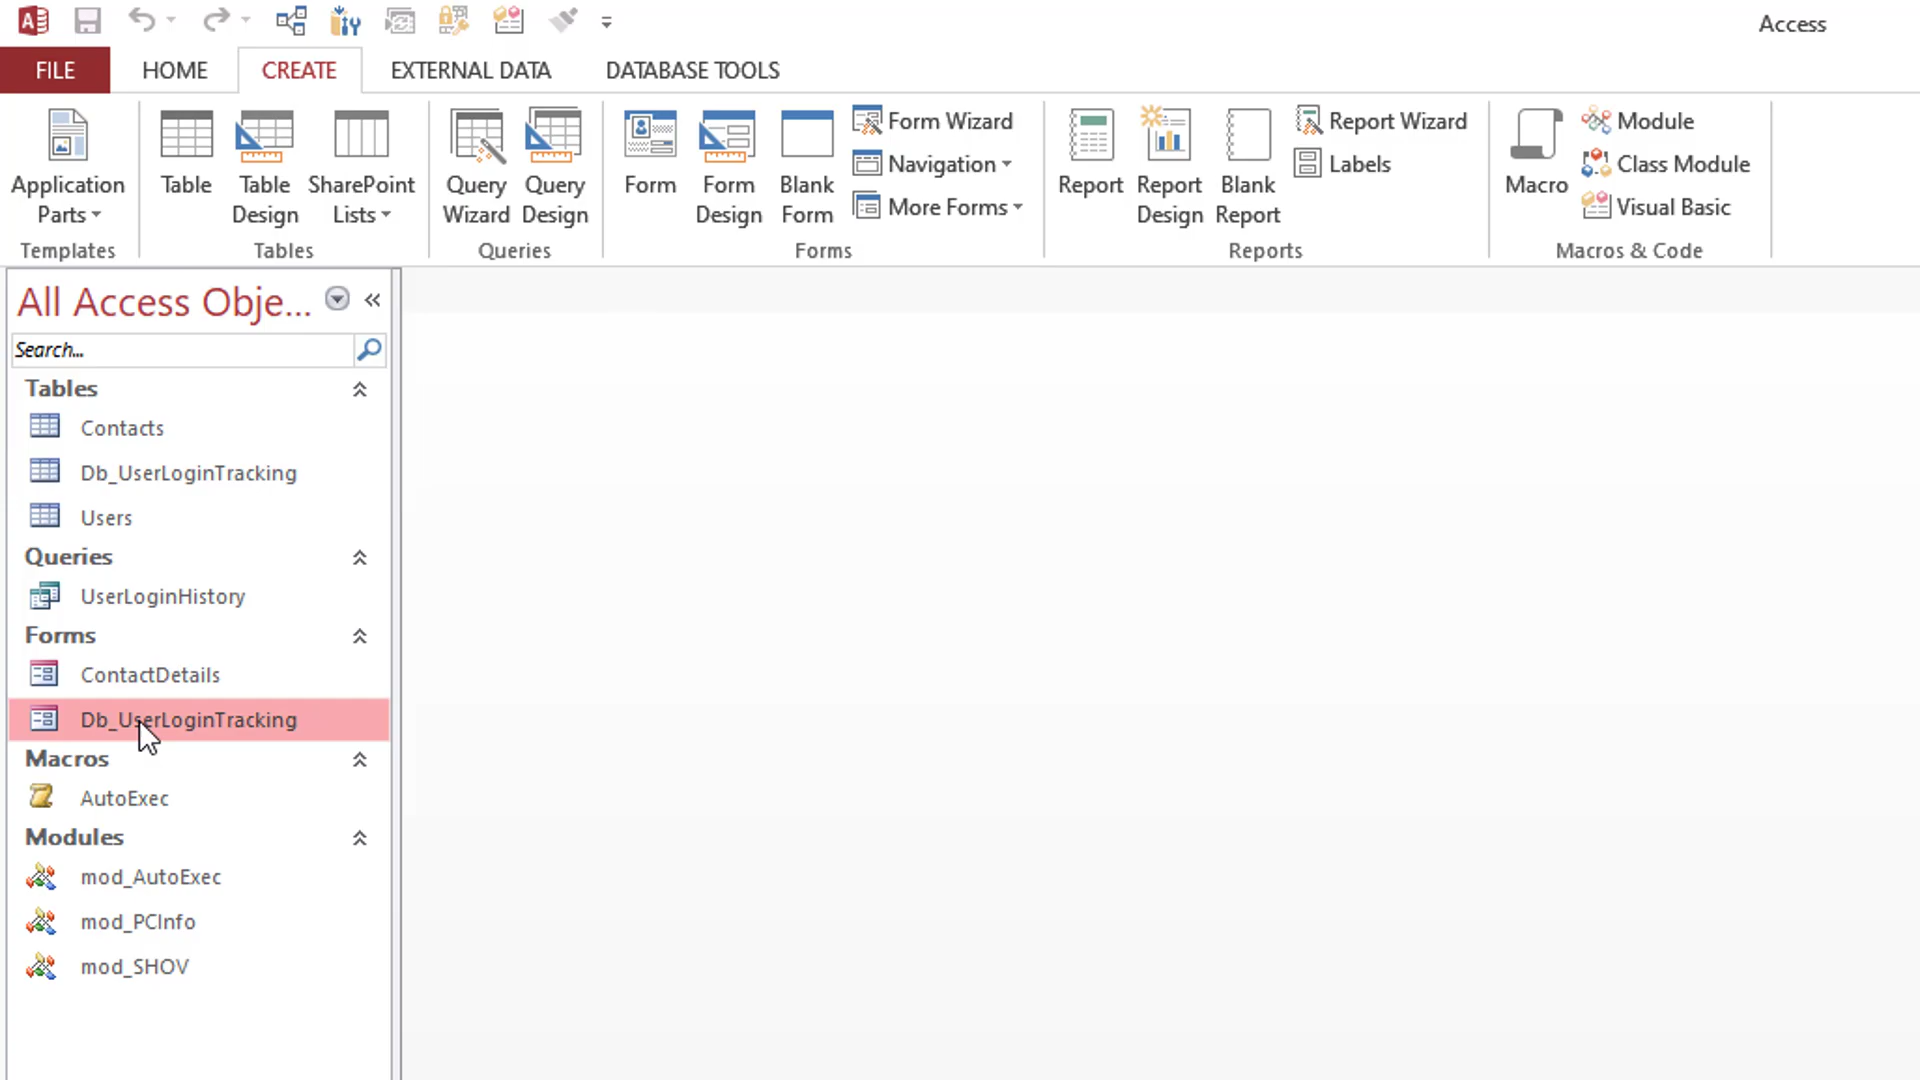 Access
FILE HOME CREATE EXTERNAL DATA DATABASE TOOLS
Application Parts
Templates
Table
Table Design
SharePoint Lists
Tables
Query Wizard
Query Design
Queries
Form
Form Design
Blank Form
Form Wizard
Navigation
More Forms
Forms
Report
Report Design
Blank Report
Report Wizard
Labels
Reports
Macro
Module
Class Module
Visual Basic
Macros & Code
All Access Obje...
Search...
Tables
Contacts
Db_UserLoginTracking
Users
Queries
UserLoginHistory
Forms
ContactDetails
Db_UserLoginTracking
Macros
AutoExec
Modules
mod_AutoExec
mod_PCInfo
mod_SHOV